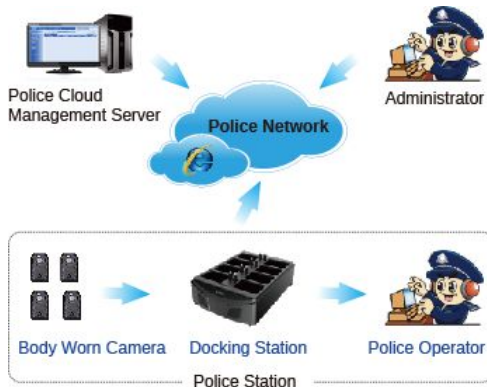 Police Cloud
Management Server
Administrator
Police Network
Body Worn Camera
Docking Station
Police Operator
Police Station